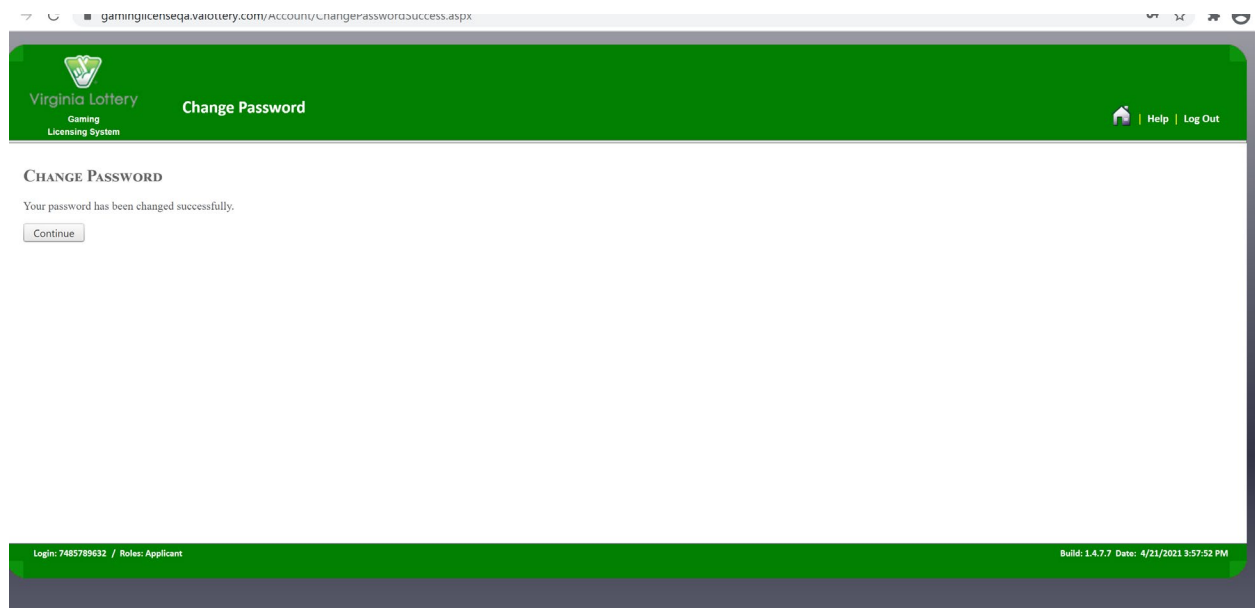 gaminglicenseqa.valottery.com/Account/ChangePasswordSuccess.aspx
Virginia Lottery
Gaming
Licensing System
Change Password
| Help | Log Out
CHANGE PASSWORD
Your password has been changed successfully.
Continue
Login: 7485789632 / Roles: Applicant
Build: 1.4.7.7 Date: 4/21/2021 3:57:52 PM